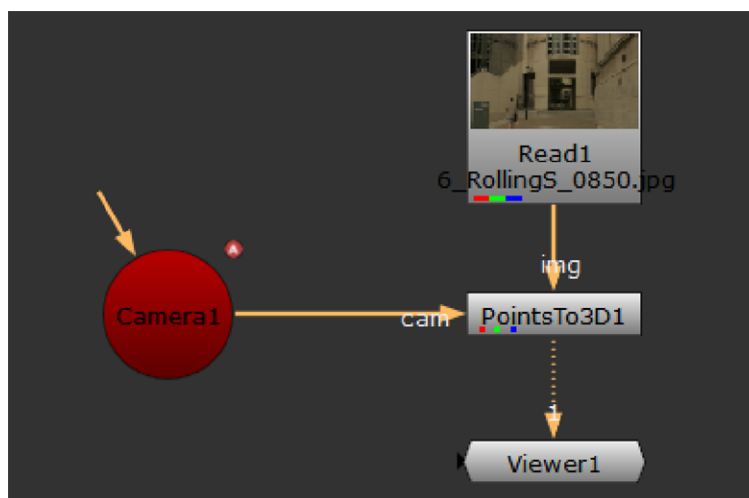 Read1
6_RollingS_0850.jpg
img
A
Camera1
cam
PointsTo3D1
1
Viewer1